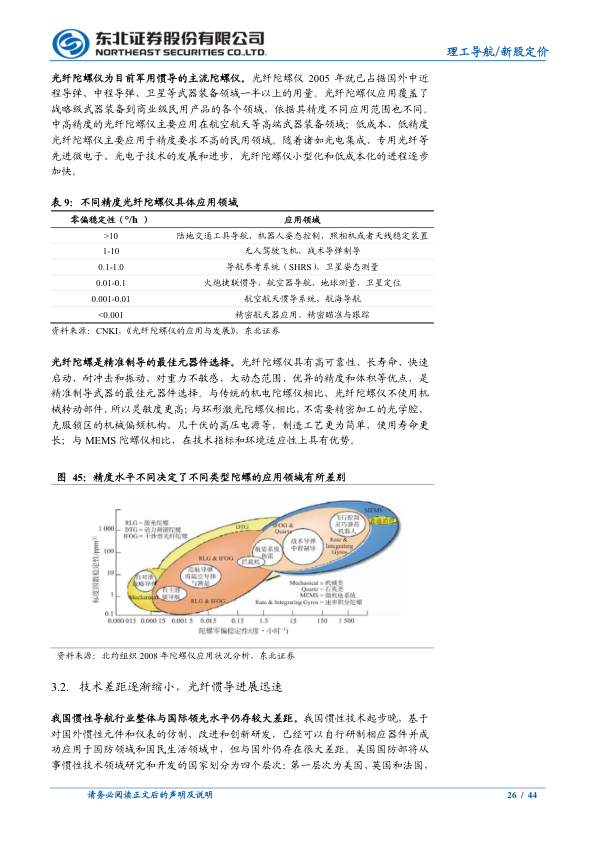 东北证券股份有限公司
NORTHEAST SECURITIES CO.,LTD.
理工导航/新股定价
光纤陀螺仪为目前军用惯导的主流陀螺仪。光纤陀螺仪 2005 年就已占据国外中近
程导弹、中程导弹、卫星等武器装备领域一半以上的用量。光纤陀螺仪应用覆盖了
战略级武器装备到商业级民用产品的各个领域,依据其精度不同应用范围也不同。
中高精度的光纤陀螺仪主要应用在航空航天等高端武器装备领域;低成本、低精度
光纤陀螺仪主要应用于精度要求不高的民用领域。随着诸如光电集成、专用光纤等
先进微电子、光电子技术的发展和进步,光纤陀螺仪小型化和低成本化的进程逐步
加快。
表 9:不同精度光纤陀螺仪具体应用领域
零偏稳定性(°/h ) 应用领域
>10 陆地交通工具导航,机器人姿态控制,照相机或者天线稳定装置
1-10 无人驾驶飞机,战术导弹制导
0.1-1.0 导航参考系统(SHRS),卫星姿态测量
0.01-0.1 火炮捷联惯导,航空器导航,地球测量,卫星定位
0.001-0.01 航空航天惯导系统,航海导航
<0.001 精密航天器应用,精密瞄准与跟踪
资料来源:CNKI,《光纤陀螺仪的应用与发展》,东北证券
光纤陀螺是精准制导的最佳元器件选择。光纤陀螺仪具有高可靠性、长寿命、快速
启动、耐冲击和振动、对重力不敏感、大动态范围、优异的精度和体积等优点,是
精准制导武器的最佳元器件选择。与传统的机电陀螺仪相比,光纤陀螺仪不使用机
械转动部件,所以灵敏度更高;与环形激光陀螺仪相比,不需要精密加工的光学腔、
克服锁区的机械偏频机构、几千伏的高压电源等,制造工艺更为简单,使用寿命更
长;与 MEMS 陀螺仪相比,在技术指标和环境适应性上具有优势。
图 45:精度水平不同决定了不同类型陀螺的应用领域有所差别
RLG=激光陀螺
DTG=动力调谐陀螺
IFOG=干涉型光纤陀螺
DTG
IFOG &
Quartz
MEMS
飞行控制
灵巧弹药
机器人
战术导弹
中程制导
Rate &
Integrating
Gyros
RLG & IFOG
自对准
战略导弹
Mechanical
自主潜
艇导航
巡航导弹
RLG & IFOG
Mechanical=机械类
Quartz=石英类
MEMS=微机电系统
Rate & Integrating Gyros=速率积分陀螺
标度因数稳定性/ppm
1 000
100
10
1
0.1
0.000 015 0.000 15 0.001 5 0.015 0.15 1.5 15 150 1 500
陀螺零偏稳定性/(度·小时⁻¹)
资料来源:北约组织 2008 年陀螺仪应用状况分析,东北证券
3.2. 技术差距逐渐缩小,光纤惯导进展迅速
我国惯性导航行业整体与国际领先水平仍存较大差距。我国惯性技术起步晚,基于
对国外惯性元件和仪表的仿制、改进和创新研发,已经可以自行研制相应器件并成
功应用于国防领域和国民生活领域中,但与国外仍存在很大差距。美国国防部将从
事惯性技术领域研究和开发的国家划分为四个层次:第一层次为美国、英国和法国,
请务必阅读正文后的声明及说明
26 / 44